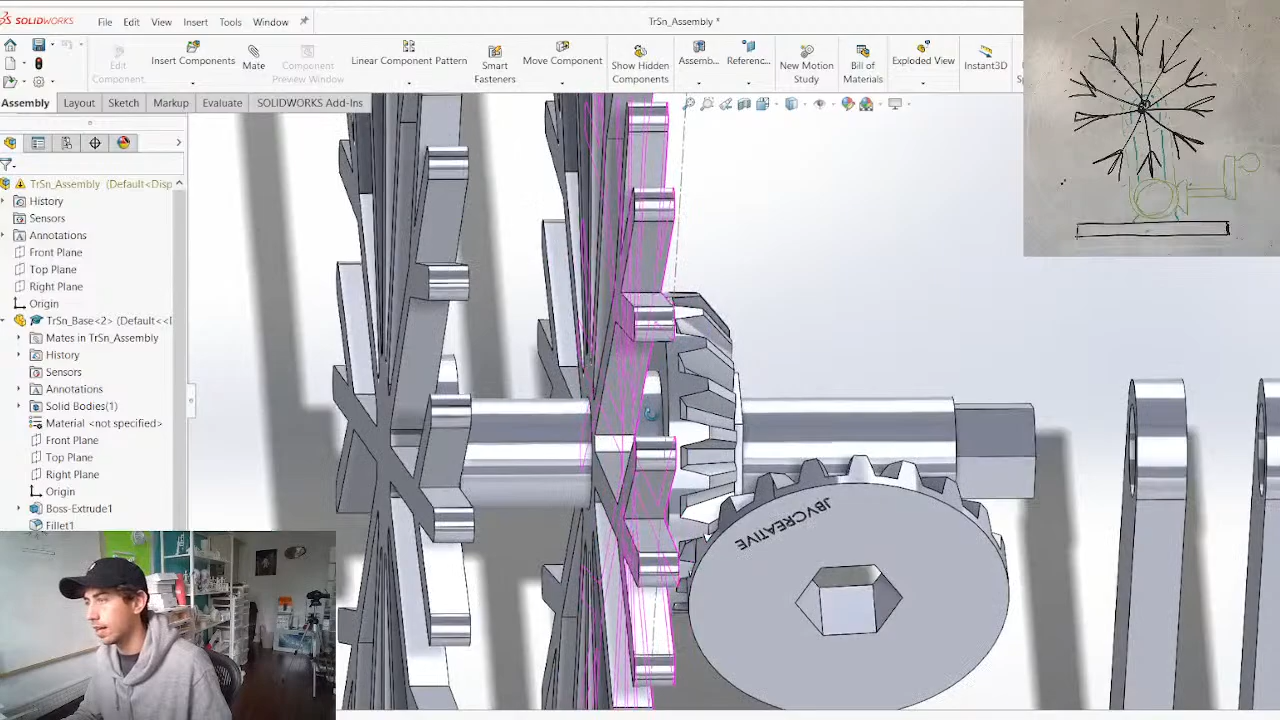 SOLIDWORKS File Edit View Insert Tools Window TrSn_Assembly *
Edit Component
Insert Components
Mate
Component Preview Window
Linear Component Pattern
Smart Fasteners
Move Component
Show Hidden Components
Assemb...
Referenc...
New Motion Study
Bill of Materials
Exploded View
Instant3D
Assembly Layout Sketch Markup Evaluate SOLIDWORKS Add-Ins
TrSn_Assembly (Default<Disp
History
Sensors
Annotations
Front Plane
Top Plane
Right Plane
Origin
TrSn_Base<2> (Default<<
Mates in TrSn_Assembly
History
Sensors
Annotations
Solid Bodies(1)
Material <not specified>
Front Plane
Top Plane
Right Plane
Origin
Boss-Extrude1
Fillet1
JBVCREATIVE